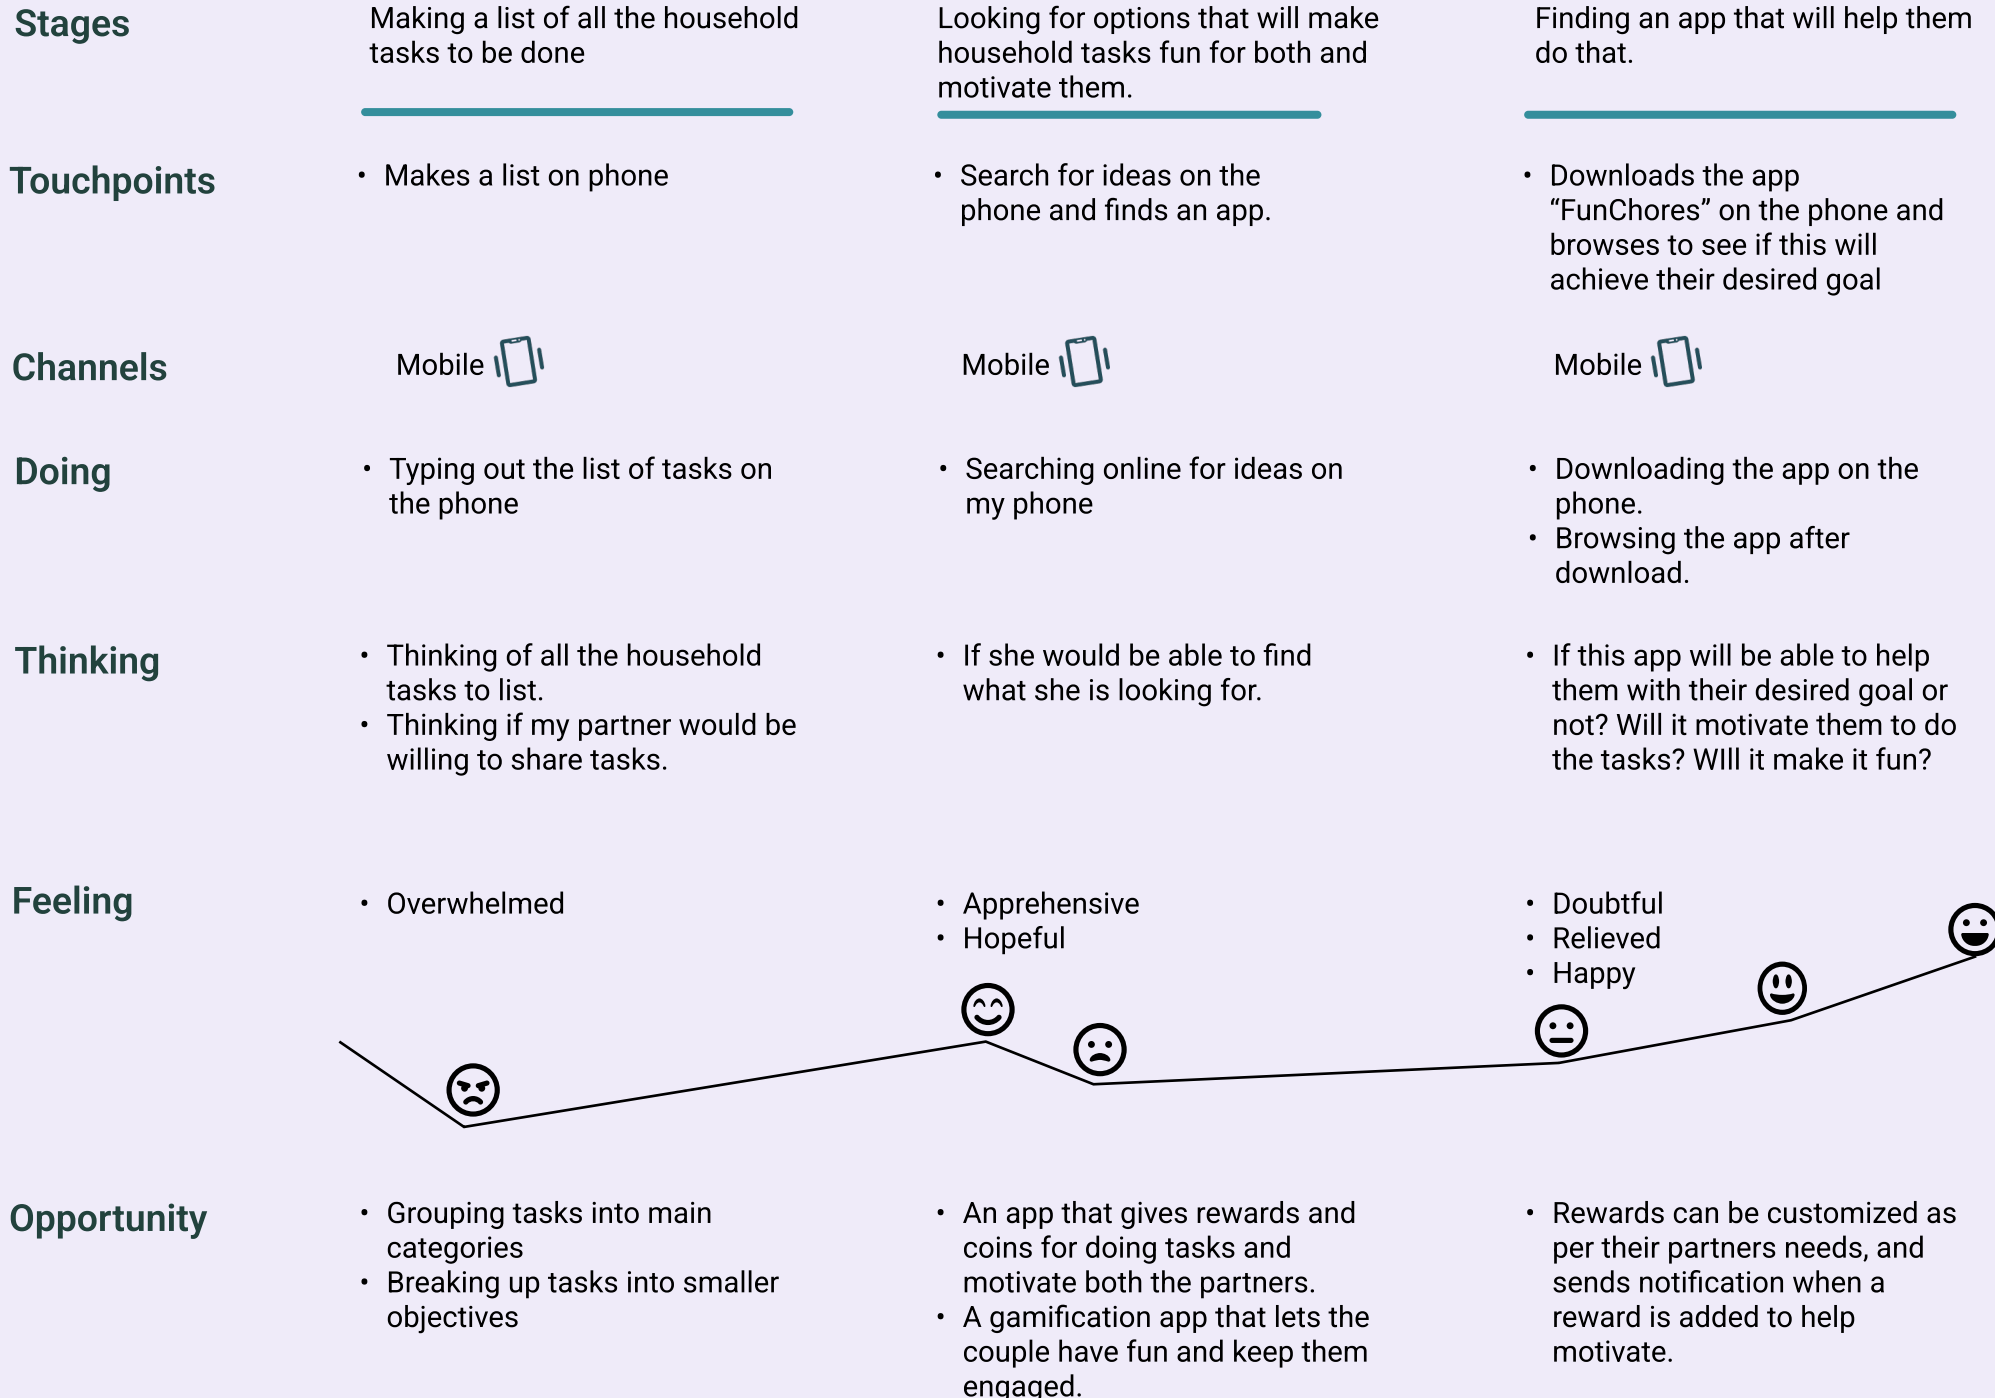 Stages
Making a list of all the household
tasks to be done
Looking for options that will make
household tasks fun for both and
motivate them.
Finding an app that will help them
do that.
Touchpoints
• Makes a list on phone
• Search for ideas on the
phone and finds an app.
• Downloads the app
“FunChores” on the phone and
browses to see if this will
achieve their desired goal
Channels
Mobile
Mobile
Mobile
Doing
• Typing out the list of tasks on
the phone
• Searching online for ideas on
my phone
• Downloading the app on the
phone.
• Browsing the app after
download.
Thinking
• Thinking of all the household
tasks to list.
• Thinking if my partner would be
willing to share tasks.
• If she would be able to find
what she is looking for.
• If this app will be able to help
them with their desired goal or
not? Will it motivate them to do
the tasks? WIll it make it fun?
Feeling
• Overwhelmed
• Apprehensive
• Hopeful
• Doubtful
• Relieved
• Happy
Opportunity
• Grouping tasks into main
categories
• Breaking up tasks into smaller
objectives
• An app that gives rewards and
coins for doing tasks and
motivate both the partners.
• A gamification app that lets the
couple have fun and keep them
engaged.
• Rewards can be customized as
per their partners needs, and
sends notification when a
reward is added to help
motivate.